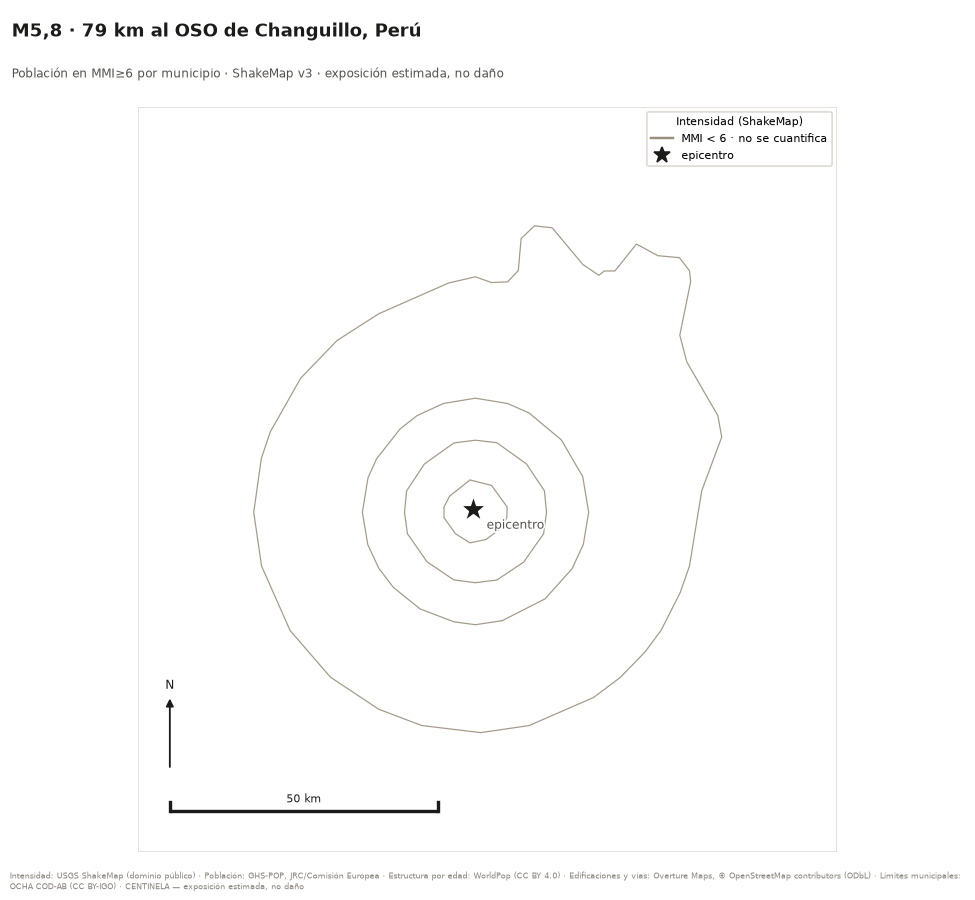 M5,8 · 79 km al OSO de Changuillo, Perú
Población en MMI≥6 por municipio · ShakeMap v3 · exposición estimada, no daño
Intensidad (ShakeMap)
MMI < 6 · no se cuantifica
epicentro
epicentro
N
50 km
Intensidad: USGS ShakeMap (dominio público) · Población: GHS-POP, JRC/Comisión Europea · Estructura por edad: WorldPop (CC BY 4.0) · Edificaciones y vías: Overture Maps, © OpenStreetMap contributors (ODbL) · Límites municipales:
OCHA COD-AB (CC BY-IGO) · CENTINELA — exposición estimada, no daño